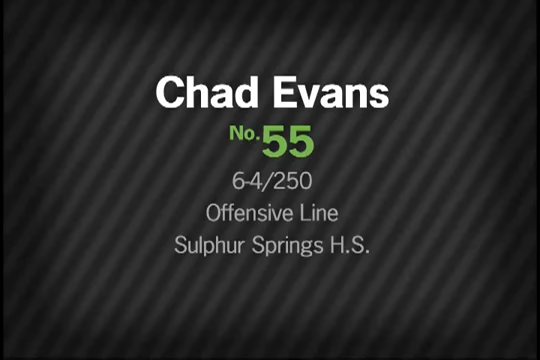 Chad Evans
No.55
6-4/250
Offensive Line
Sulphur Springs H.S.